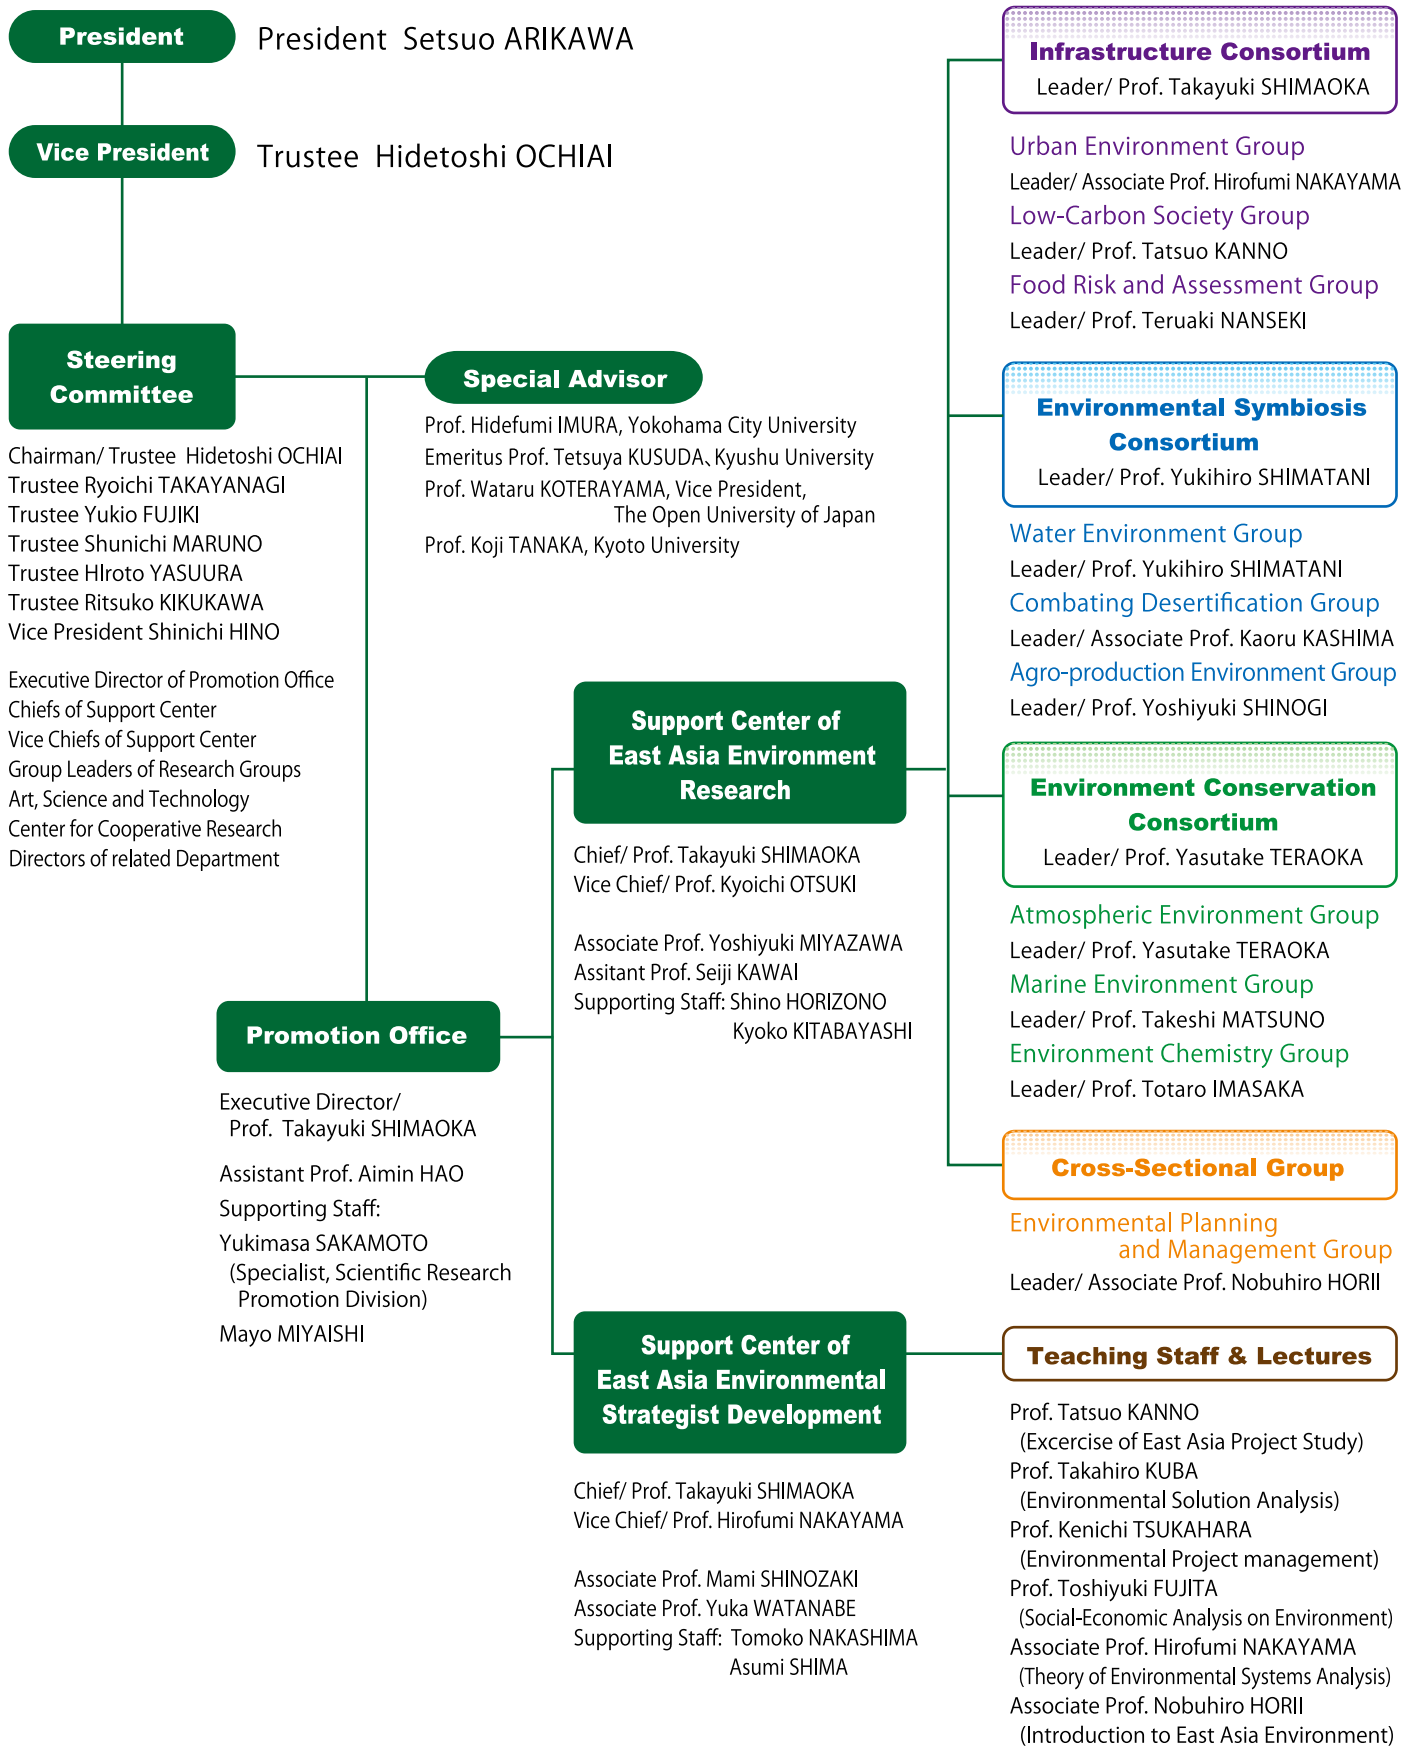 President
President Setsuo ARIKAWA
Vice President
Trustee Hidetoshi OCHIAI
Steering
Committee
Chairman/ Trustee Hidetoshi OCHIAI
Trustee Ryoichi TAKAYANAGI
Trustee Yukio FUJIKI
Trustee Shunichi MARUNO
Trustee HIroto YASUURA
Trustee Ritsuko KIKUKAWA
Vice President Shinichi HINO
Executive Director of Promotion Office
Chiefs of Support Center
Vice Chiefs of Support Center
Group Leaders of Research Groups
Art, Science and Technology
Center for Cooperative Research
Directors of related Department
Special Advisor
Prof. Hidefumi IMURA, Yokohama City University
Emeritus Prof. Tetsuya KUSUDA、Kyushu University
Prof. Wataru KOTERAYAMA, Vice President,
The Open University of Japan
Prof. Koji TANAKA, Kyoto University
Promotion Office
Executive Director/
Prof. Takayuki SHIMAOKA
Assistant Prof. Aimin HAO
Supporting Staff:
Yukimasa SAKAMOTO
(Specialist, Scientific Research
Promotion Division)
Mayo MIYAISHI
Support Center of
East Asia Environment
Research
Chief/ Prof. Takayuki SHIMAOKA
Vice Chief/ Prof. Kyoichi OTSUKI
Associate Prof. Yoshiyuki MIYAZAWA
Assitant Prof. Seiji KAWAI
Supporting Staff: Shino HORIZONO
Kyoko KITABAYASHI
Support Center of
East Asia Environmental
Strategist Development
Chief/ Prof. Takayuki SHIMAOKA
Vice Chief/ Prof. Hirofumi NAKAYAMA
Associate Prof. Mami SHINOZAKI
Associate Prof. Yuka WATANABE
Supporting Staff: Tomoko NAKASHIMA
Asumi SHIMA
Infrastructure Consortium
Leader/ Prof. Takayuki SHIMAOKA
Urban Environment Group
Leader/ Associate Prof. Hirofumi NAKAYAMA
Low-Carbon Society Group
Leader/ Prof. Tatsuo KANNO
Food Risk and Assessment Group
Leader/ Prof. Teruaki NANSEKI
Environmental Symbiosis
Consortium
Leader/ Prof. Yukihiro SHIMATANI
Water Environment Group
Leader/ Prof. Yukihiro SHIMATANI
Combating Desertification Group
Leader/ Associate Prof. Kaoru KASHIMA
Agro-production Environment Group
Leader/ Prof. Yoshiyuki SHINOGI
Environment Conservation
Consortium
Leader/ Prof. Yasutake TERAOKA
Atmospheric Environment Group
Leader/ Prof. Yasutake TERAOKA
Marine Environment Group
Leader/ Prof. Takeshi MATSUNO
Environment Chemistry Group
Leader/ Prof. Totaro IMASAKA
Cross-Sectional Group
Environmental Planning
and Management Group
Leader/ Associate Prof. Nobuhiro HORII
Teaching Staff & Lectures
Prof. Tatsuo KANNO
(Excercise of East Asia Project Study)
Prof. Takahiro KUBA
(Environmental Solution Analysis)
Prof. Kenichi TSUKAHARA
(Environmental Project management)
Prof. Toshiyuki FUJITA
(Social-Economic Analysis on Environment)
Associate Prof. Hirofumi NAKAYAMA
(Theory of Environmental Systems Analysis)
Associate Prof. Nobuhiro HORII
(Introduction to East Asia Environment)